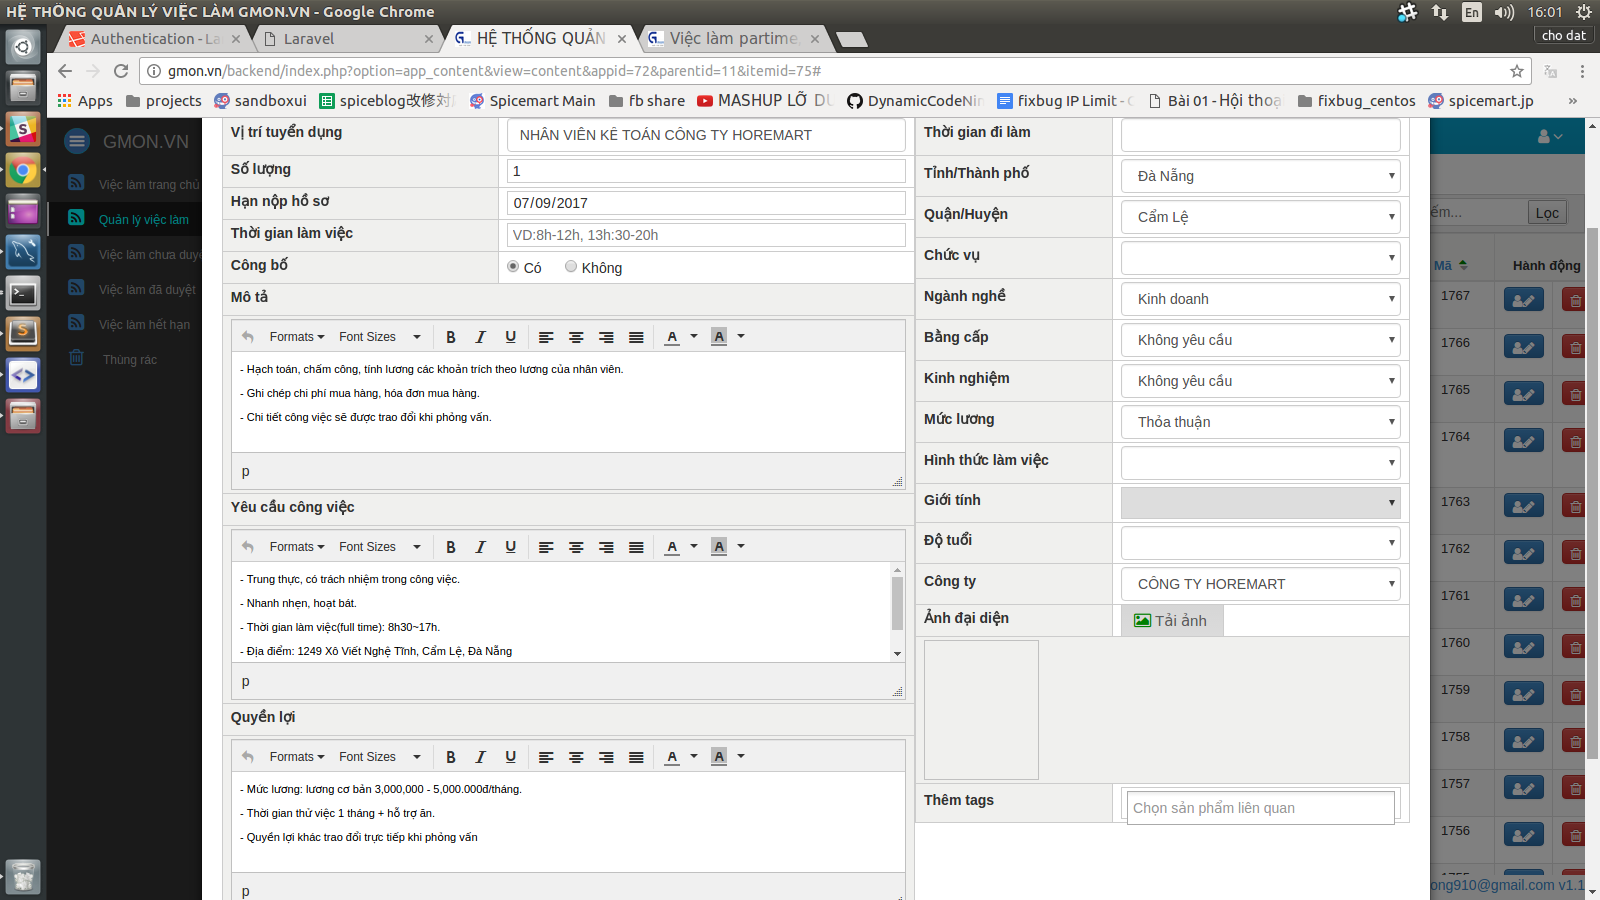 HỆ THỐNG QUẢN LÝ VIỆC LÀM GMON.VN - Google Chrome
En
16:01
cho dat
Authentication - La
Laravel
HỆ THỐNG QUẢN
Việc làm partime,
gmon.vn/backend/index.php?option=app_content&view=content&appid=72&parentid=11&itemid=75#
Apps
projects
sandboxui
spiceblog改修対
Spicemart Main
fb share
MASHUP LỠ DU
DynamicCodeNin
fixbug IP Limit - G
Bài 01 - Hội thoạ
fixbug_centos
spicemart.jp
»
GMON.VN
Việc làm trang chủ
Quản lý việc làm
Việc làm chưa duyệ
Việc làm đã duyệt
Việc làm hết hạn
Thùng rác
Vị trí tuyển dụng
NHÂN VIÊN KẾ TOÁN CÔNG TY HOREMART
Số lượng
1
Hạn nộp hồ sơ
07/09/2017
Thời gian làm việc
VD:8h-12h, 13h:30-20h
Công bố
Có Không
Mô tả
Formats Font Sizes B I U A A
- Hạch toán, chấm công, tính lương các khoản trích theo lương của nhân viên.
- Ghi chép chi phí mua hàng, hóa đơn mua hàng.
- Chi tiết công việc sẽ được trao đổi khi phỏng vấn.
p
Yêu cầu công việc
Formats Font Sizes B I U A A
- Trung thực, có trách nhiệm trong công việc.
- Nhanh nhẹn, hoạt bát.
- Thời gian làm việc(full time): 8h30~17h.
- Địa điểm: 1249 Xô Viết Nghệ Tĩnh, Cẩm Lệ, Đà Nẵng
p
Quyền lợi
Formats Font Sizes B I U A A
- Mức lương: lương cơ bản 3,000,000 - 5,000.000đ/tháng.
- Thời gian thử việc 1 tháng + hỗ trợ ăn.
- Quyền lợi khác trao đổi trực tiếp khi phỏng vấn
p
Thời gian đi làm
Tỉnh/Thành phố
Đà Nẵng
Quận/Huyện
Cẩm Lệ
Chức vụ
Ngành nghề
Kinh doanh
Bằng cấp
Không yêu cầu
Kinh nghiệm
Không yêu cầu
Mức lương
Thỏa thuận
Hình thức làm việc
Giới tính
Độ tuổi
Công ty
CÔNG TY HOREMART
Ảnh đại diện
Tải ảnh
Thêm tags
Chọn sản phẩm liên quan
ếm...
Lọc
Mã
Hành động
1767
1766
1765
1764
1763
1762
1761
1760
1759
1758
1757
1756
ong910@gmail.com v1.1